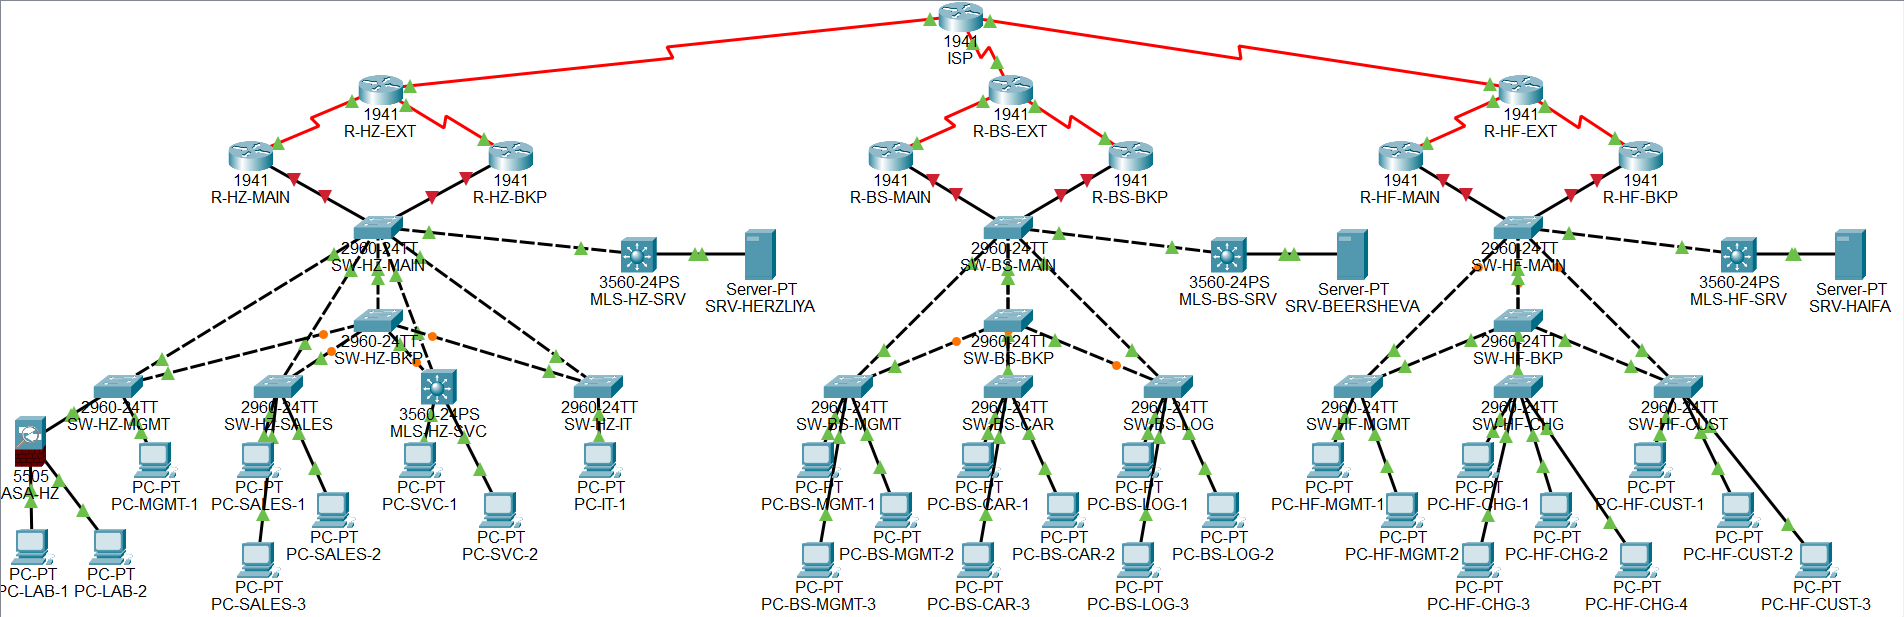 1941
ISP
1941
R-HZ-EXT
1941
R-BS-EXT
1941
R-HF-EXT
1941
R-HZ-MAIN
1941
R-HZ-BKP
1941
R-BS-MAIN
1941
R-BS-BKP
1941
R-HF-MAIN
1941
R-HF-BKP
2960-24TT
SW-HZ-MAIN
3560-24PS
MLS-HZ-SRV
Server-PT
SRV-HERZLIYA
2960-24TT
SW-BS-MAIN
3560-24PS
MLS-BS-SRV
Server-PT
SRV-BEERSHEVA
2960-24TT
SW-HF-MAIN
3560-24PS
MLS-HF-SRV
Server-PT
SRV-HAIFA
2960-24TT
SW-HZ-BKP
2960-24TT
SW-BS-BKP
2960-24TT
SW-HF-BKP
2960-24TT
SW-HZ-MGMT
2960-24TT
SW-HZ-SALES
3560-24PS
MLS-HZ-SVC
2960-24TT
SW-HZ-IT
2960-24TT
SW-BS-MGMT
2960-24TT
SW-BS-CAR
2960-24TT
SW-BS-LOG
2960-24TT
SW-HF-MGMT
2960-24TT
SW-HF-CHG
2960-24TT
SW-HF-CUST
5505
ASA-HZ
PC-PT
PC-MGMT-1
PC-PT
PC-SALES-1
PC-PT
PC-SVC-1
PC-PT
PC-IT-1
PC-PT
PC-BS-MGMT-1
PC-PT
PC-BS-CAR-1
PC-PT
PC-BS-LOG-1
PC-PT
PC-HF-MGMT-1
PC-PT
PC-HF-CHG-1
PC-PT
PC-HF-CUST-1
PC-PT
PC-SALES-2
PC-PT
PC-SVC-2
PC-PT
PC-BS-MGMT-2
PC-PT
PC-BS-CAR-2
PC-PT
PC-BS-LOG-2
PC-PT
PC-HF-MGMT-2
PC-PT
PC-HF-CHG-2
PC-PT
PC-HF-CUST-2
PC-PT
PC-LAB-1
PC-PT
PC-LAB-2
PC-PT
PC-SALES-3
PC-PT
PC-BS-MGMT-3
PC-PT
PC-BS-CAR-3
PC-PT
PC-BS-LOG-3
PC-PT
PC-HF-CHG-3
PC-PT
PC-HF-CHG-4
PC-PT
PC-HF-CUST-3